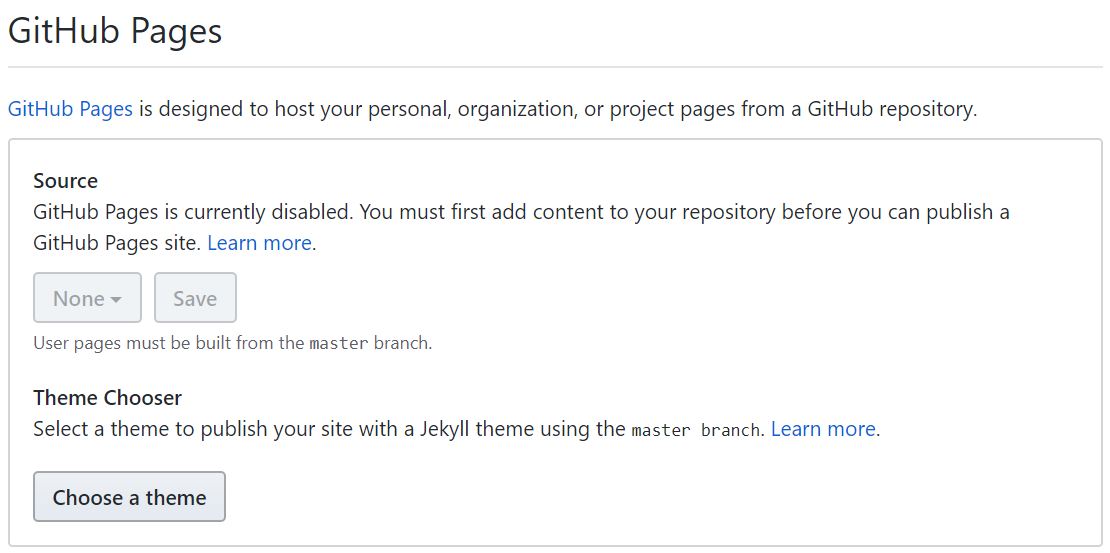 GitHub Pages
GitHub Pages is designed to host your personal, organization, or project pages from a GitHub repository.
Source
GitHub Pages is currently disabled. You must first add content to your repository before you can publish a
GitHub Pages site. Learn more.
None Save
User pages must be built from the master branch.
Theme Chooser
Select a theme to publish your site with a Jekyll theme using the master branch. Learn more.
Choose a theme